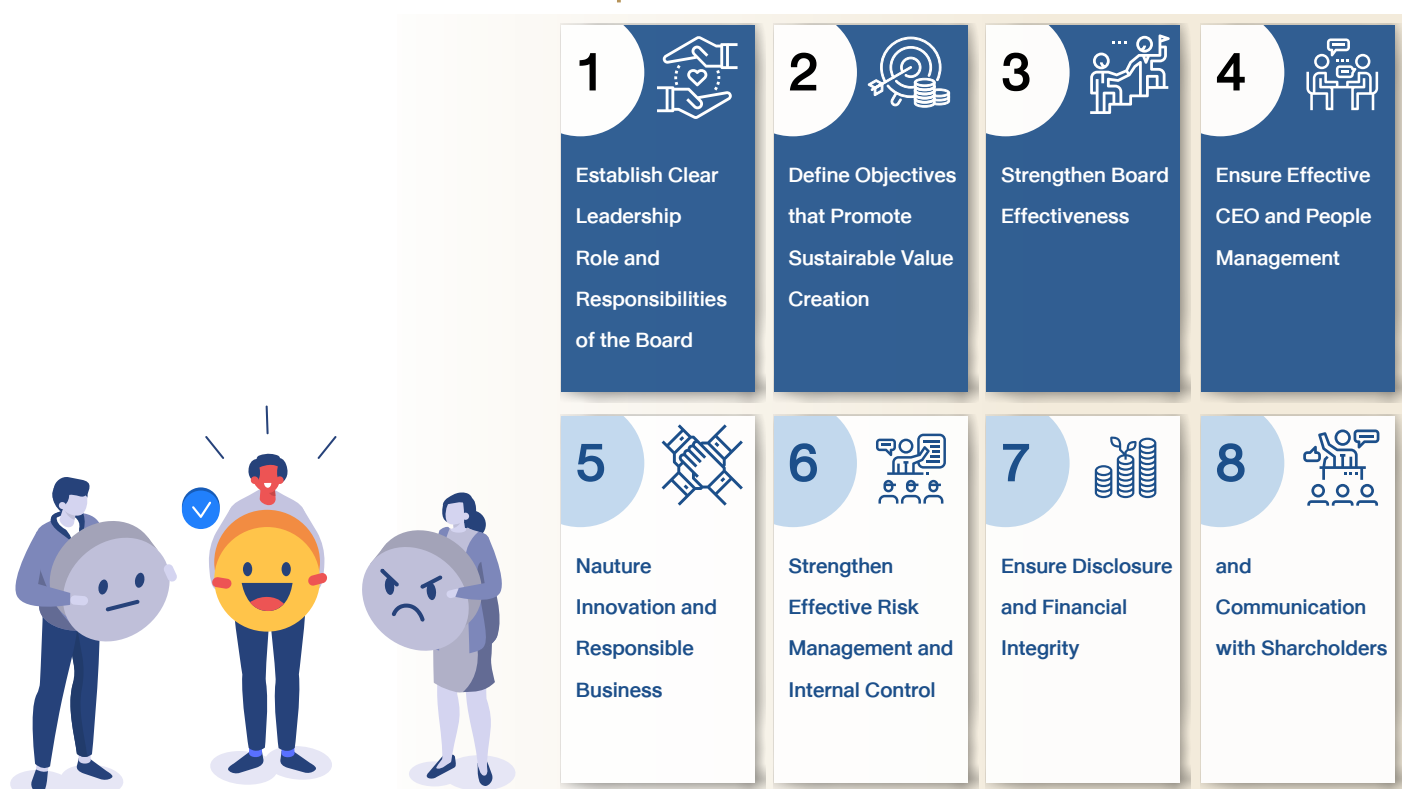 1
Establish Clear
Leadership
Role and
Responsibilities
of the Board
2
Define Objectives
that Promote
Sustairable Value
Creation
3
Strengthen Board
Effectiveness
4
Ensure Effective
CEO and People
Management
5
Nauture
Innovation and
Responsible
Business
6
Strengthen
Effective Risk
Management and
Internal Control
7
Ensure Disclosure
and Financial
Integrity
8
and
Communication
with Sharcholders